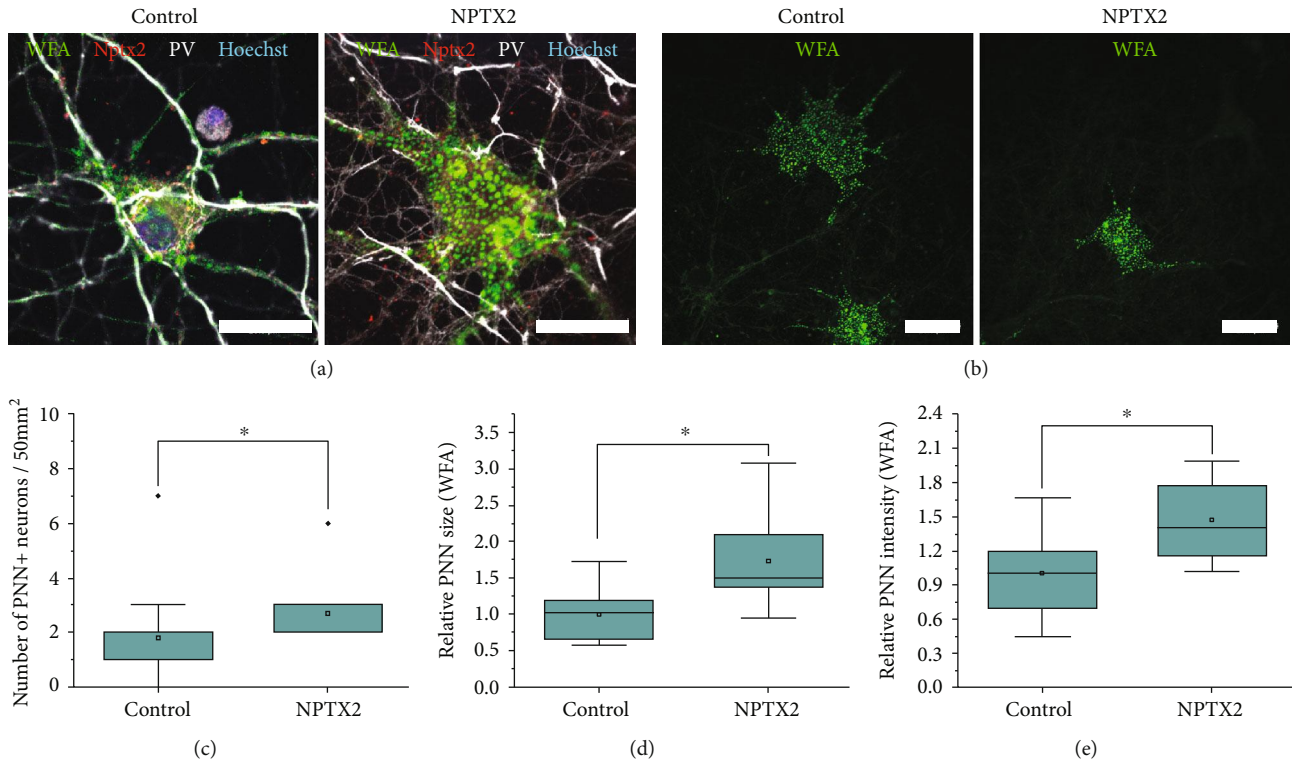 Control
NPTX2
Control
NPTX2
WFA Nptx2 PV Hoechst
WFA Nptx2 PV Hoechst
WFA
WFA
(a)
(b)
Number of PNN+ neurons / 50mm²
10
8
6
4
2
0
*
Control
NPTX2
(c)
Relative PNN size (WFA)
3.5
3.0
2.5
2.0
1.5
1.0
0.5
0.0
*
Control
NPTX2
(d)
Relative PNN intensity (WFA)
2.4
2.1
1.8
1.5
1.2
0.9
0.6
0.3
0.0
*
Control
NPTX2
(e)